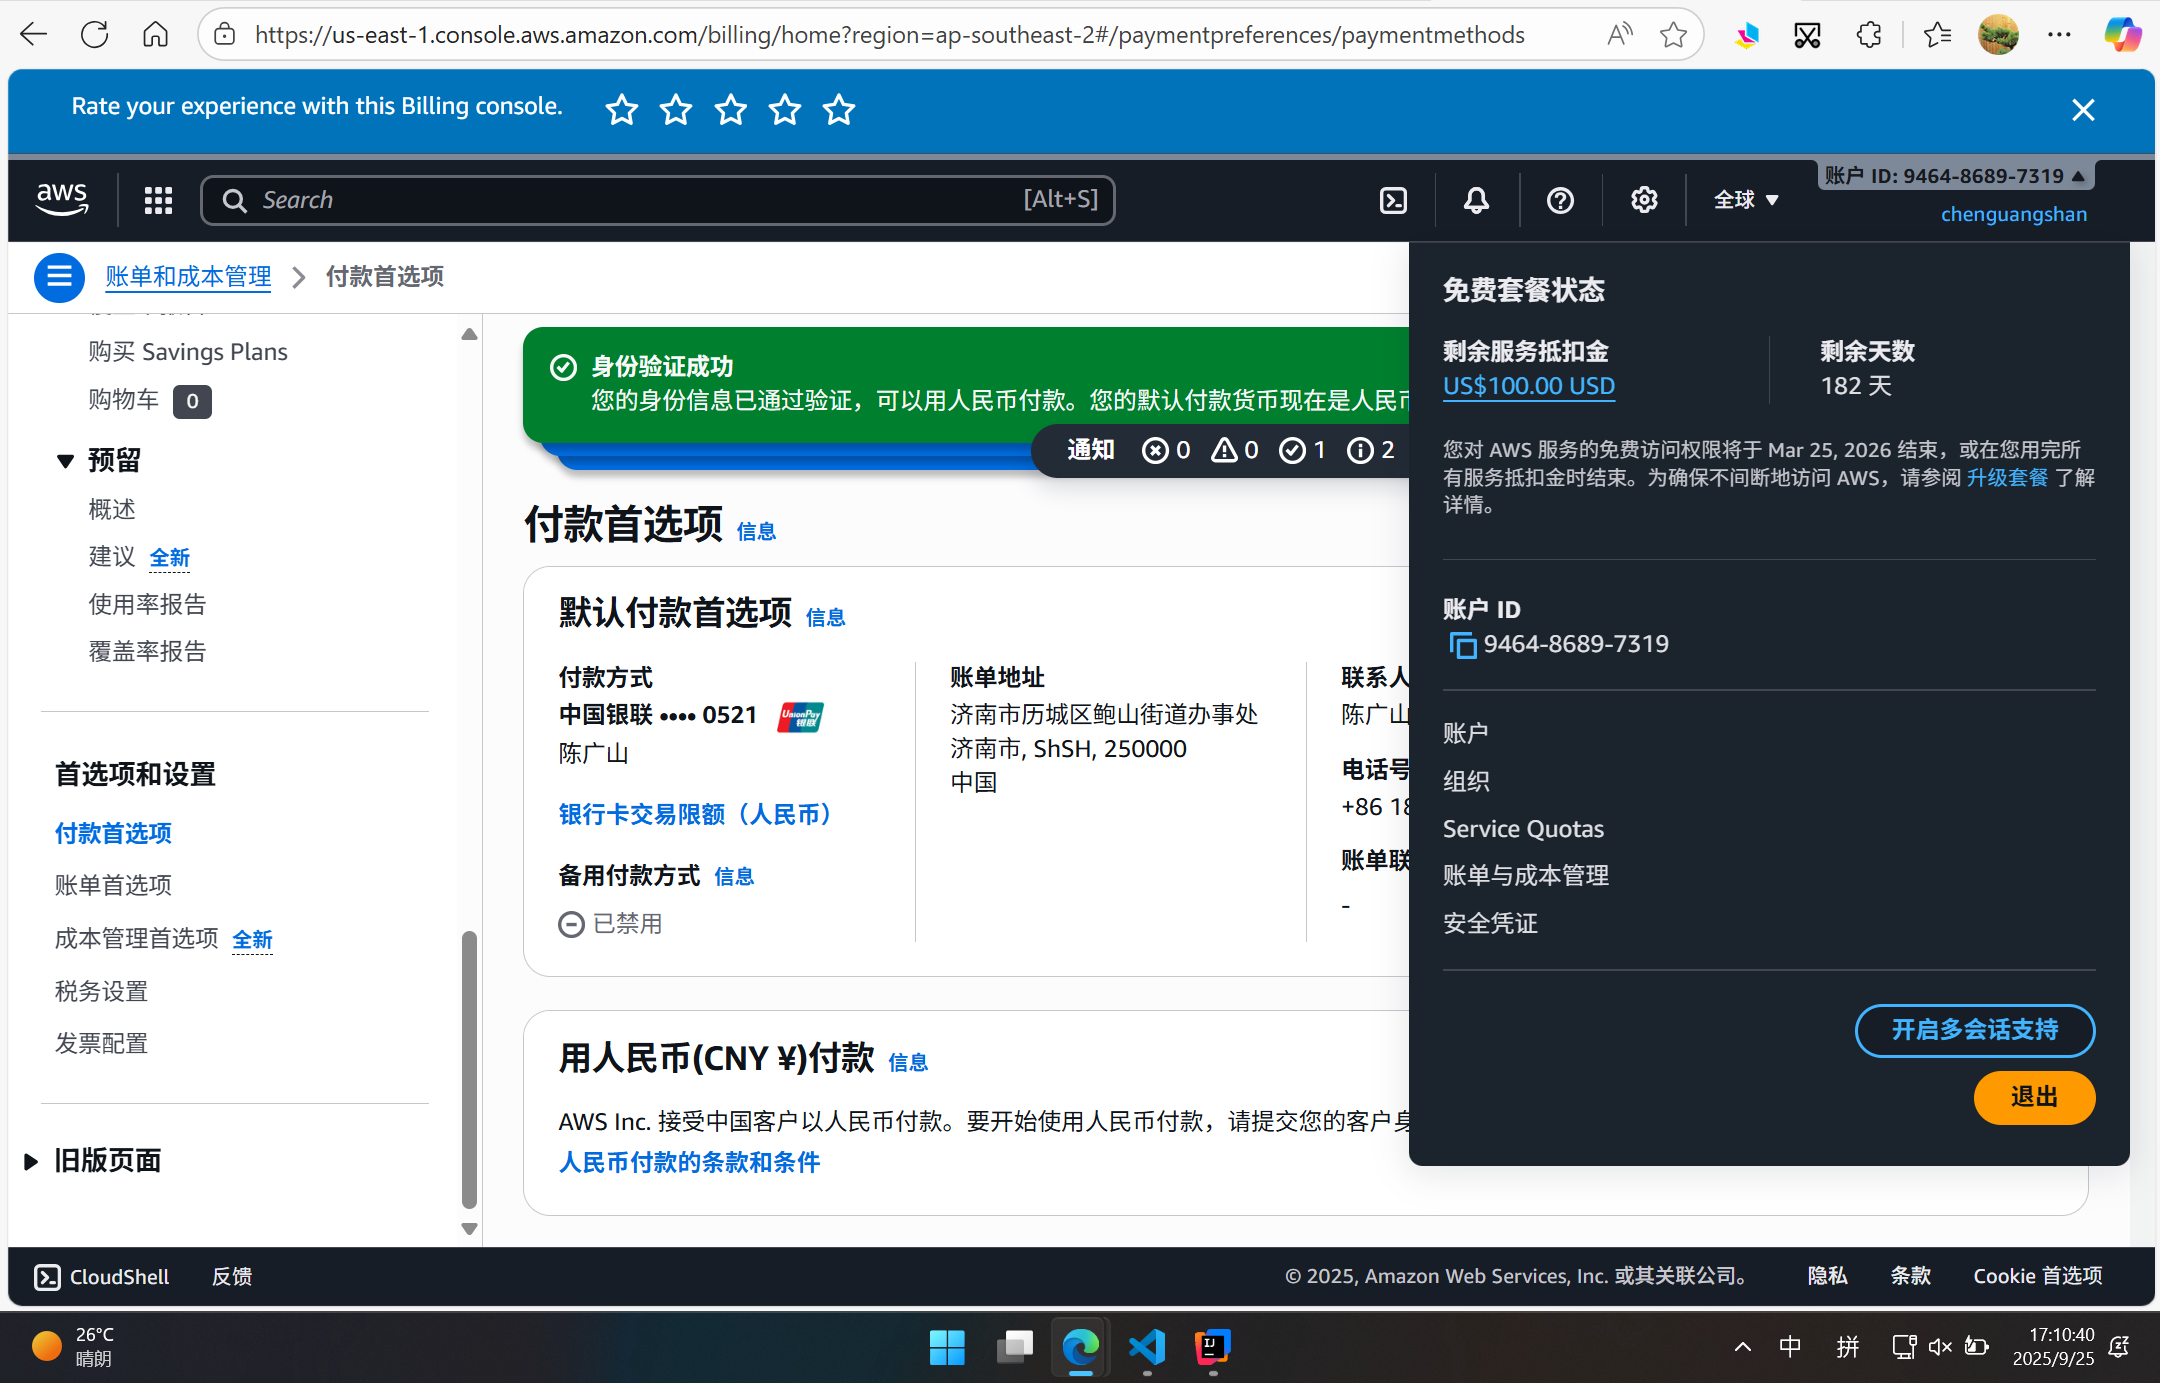 https://us-east-1.console.aws.amazon.com/billing/home?region=ap-southeast-2#/paymentpreferences/paymentmethods
Rate your experience with this Billing console.
aws
Search
[Alt+S]
全球
账户 ID: 9464-8689-7319
chenguangshan
账单和成本管理
付款首选项
购买 Savings Plans
购物车 0
预留
概述
建议 全新
使用率报告
覆盖率报告
首选项和设置
付款首选项
账单首选项
成本管理首选项 全新
税务设置
发票配置
旧版页面
身份验证成功
您的身份信息已通过验证，可以用人民币付款。您的默认付款货币现在是人民币
通知 0 0 1 2
付款首选项 信息
默认付款首选项 信息
付款方式
中国银联 •••• 0521
UnionPay
银联
陈广山
银行卡交易限额（人民币）
备用付款方式 信息
已禁用
账单地址
济南市历城区鲍山街道办事处
济南市, ShSH, 250000
中国
联系人
陈广山
电话号
+86 18
账单联
-
用人民币(CNY ¥)付款 信息
AWS Inc. 接受中国客户以人民币付款。要开始使用人民币付款，请提交您的客户身
人民币付款的条款和条件
免费套餐状态
剩余服务抵扣金
US$100.00 USD
剩余天数
182 天
您对 AWS 服务的免费访问权限将于 Mar 25, 2026 结束，或在您用完所
有服务抵扣金时结束。为确保不间断地访问 AWS，请参阅 升级套餐 了解
详情。
账户 ID
9464-8689-7319
账户
组织
Service Quotas
账单与成本管理
安全凭证
开启多会话支持
退出
CloudShell
反馈
© 2025, Amazon Web Services, Inc. 或其关联公司。
隐私
条款
Cookie 首选项
26°C
晴朗
中
拼
17:10:40
2025/9/25